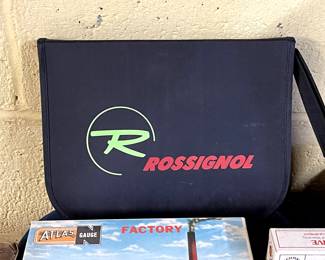 R
ROSSIGNOL
FACTORY
ATLAS N GAUGE